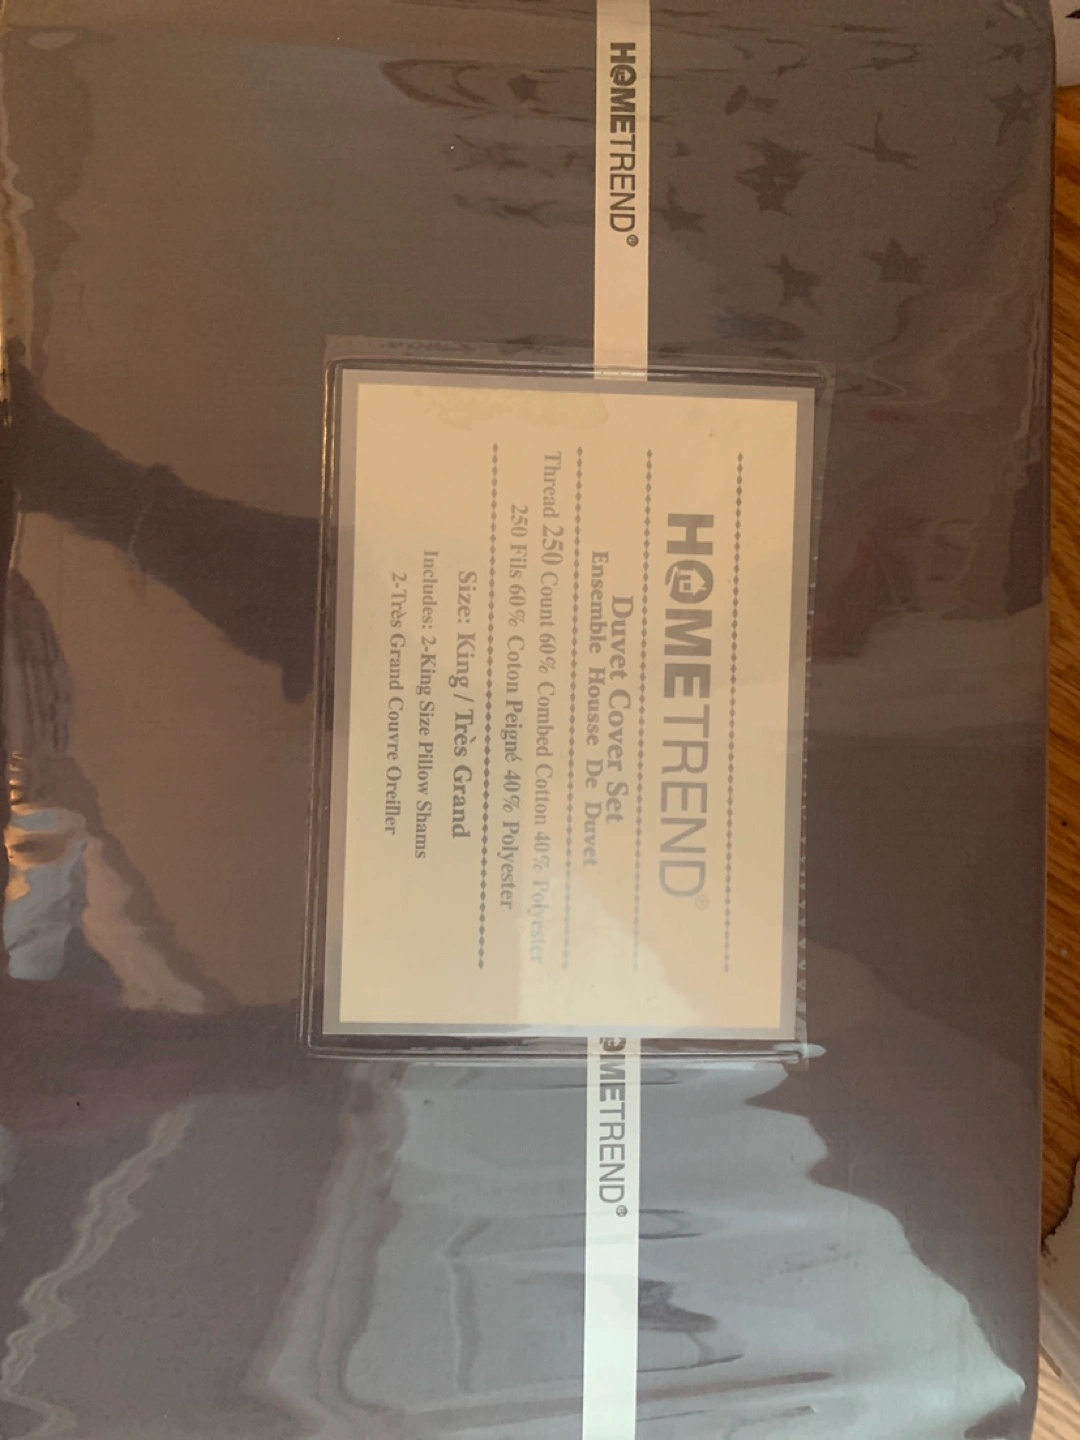 HOMETREND®
HOMETREND®
Duvet Cover Set
Ensemble Housse De Duvet
Thread 250 Count 60% Combed Cotton 40% Polyester
250 Fils 60% Coton Peigné 40% Polyester
Size: King / Très Grand
Includes: 2-King Size Pillow Shams
2-Très Grand Couvre Oreiller
OMETREND®